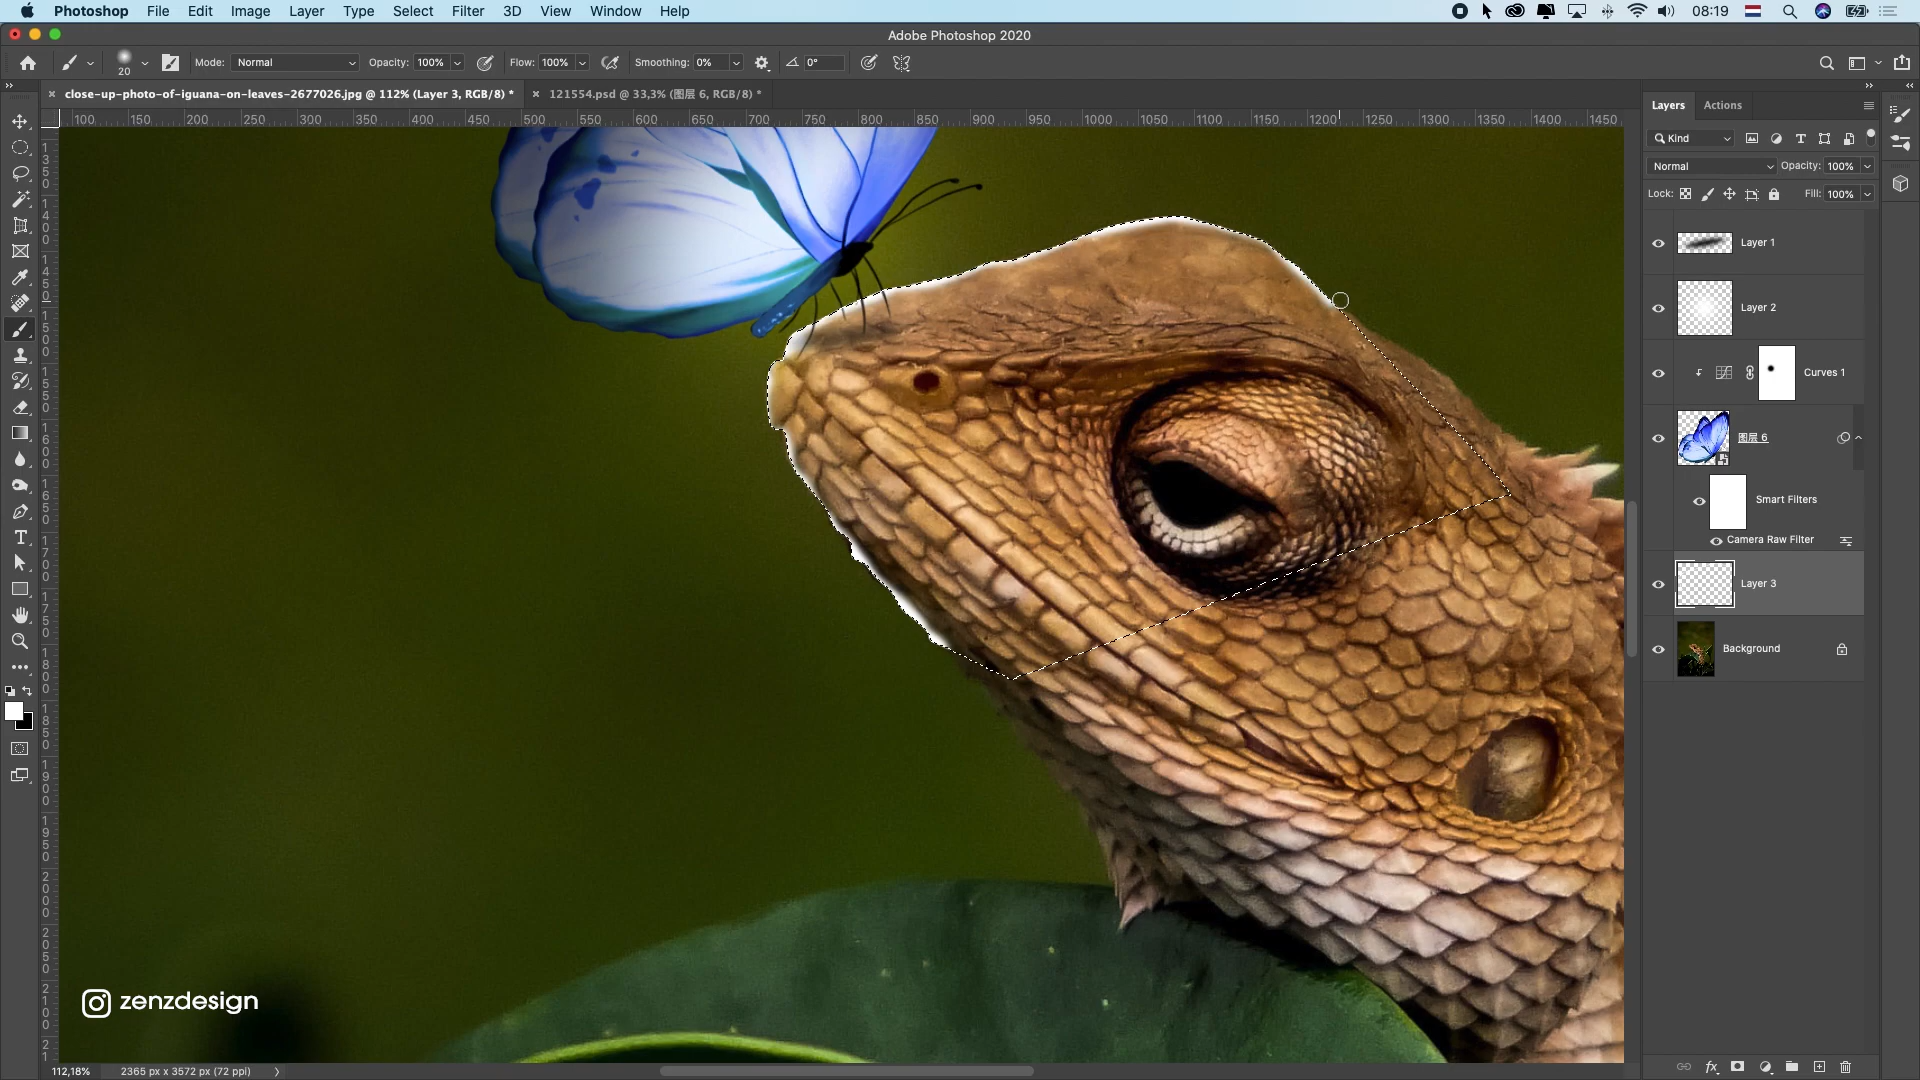 Photoshop File Edit Image Layer Type Select Filter 3D View Window Help 08:19
Adobe Photoshop 2020
20 Mode: Normal Opacity: 100% Flow: 100% Smoothing: 0% 0°
close-up-photo-of-iguana-on-leaves-2677026.jpg @ 112% (Layer 3, RGB/8) * 121554.psd @ 33,3% (图层 6, RGB/8) *
100 150 200 250 300 350 400 450 500 550 600 650 700 750 800 850 900 950 1000 1050 1100 1150 1200 1250 1300 1350 1400 1450
Layers Actions
Kind
Normal Opacity: 100%
Lock: Fill: 100%
Layer 1
Layer 2
Curves 1
图层 6
Smart Filters
Camera Raw Filter
Layer 3
Background
zenzdesign
112,18% 2365 px x 3572 px (72 ppi)